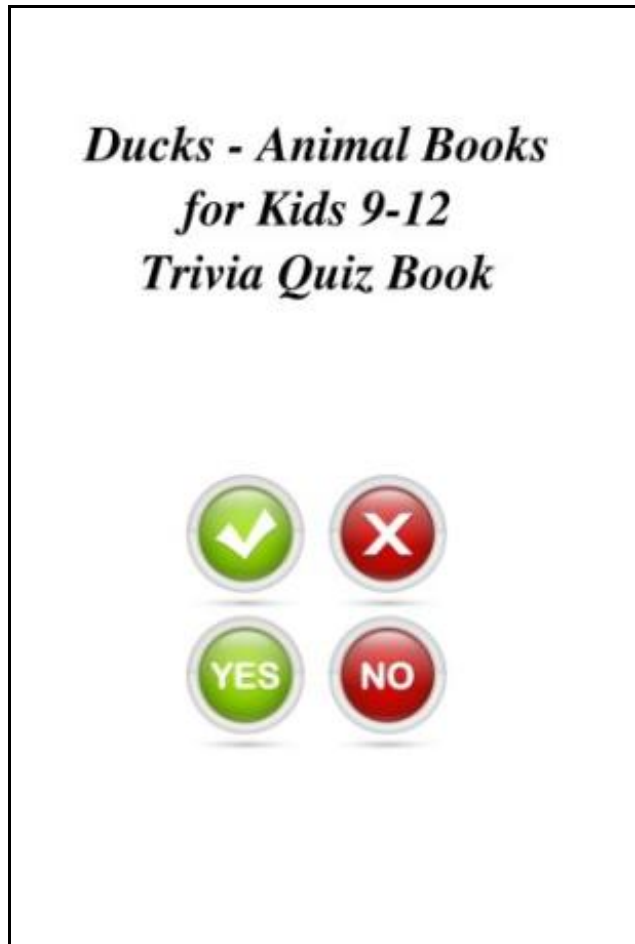 Ducks - Animal Books
for Kids 9-12
Trivia Quiz Book
YES NO